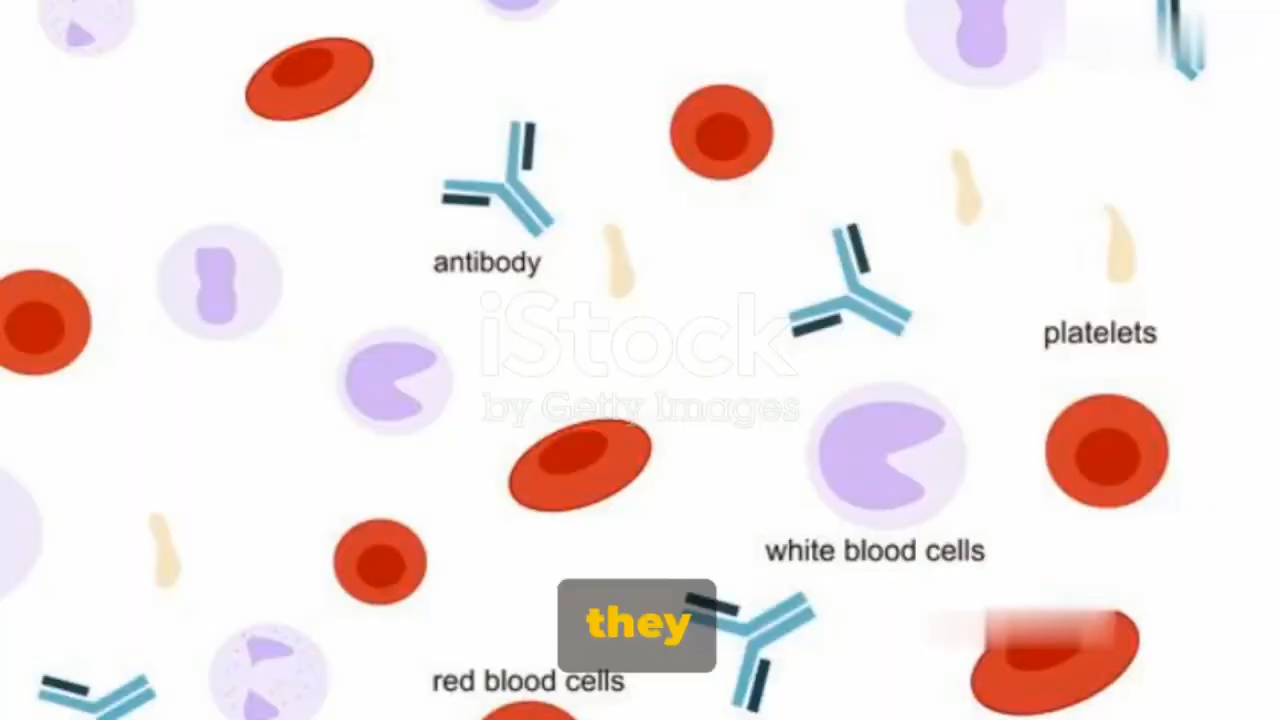 antibody
platelets
iStock
by Getty Images
white blood cells
they
red blood cells